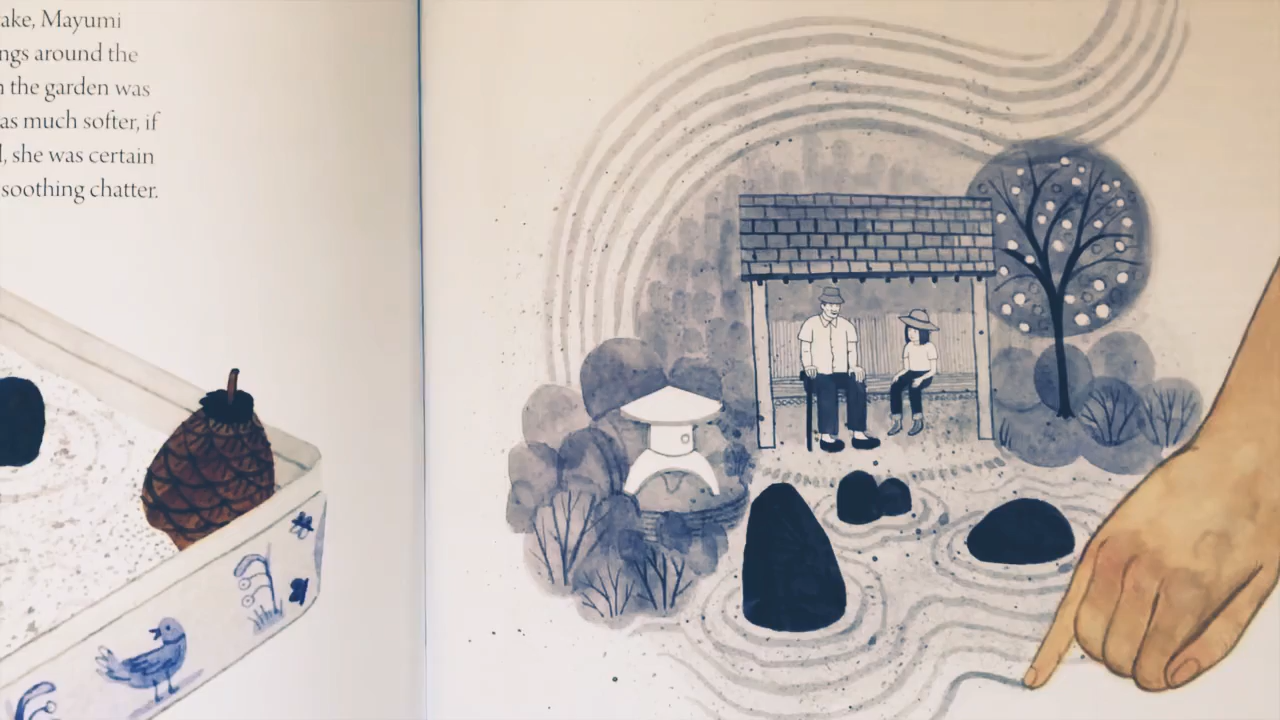 ake, Mayumi
ngs around the
the garden was
as much softer, if
, she was certain
soothing chatter.